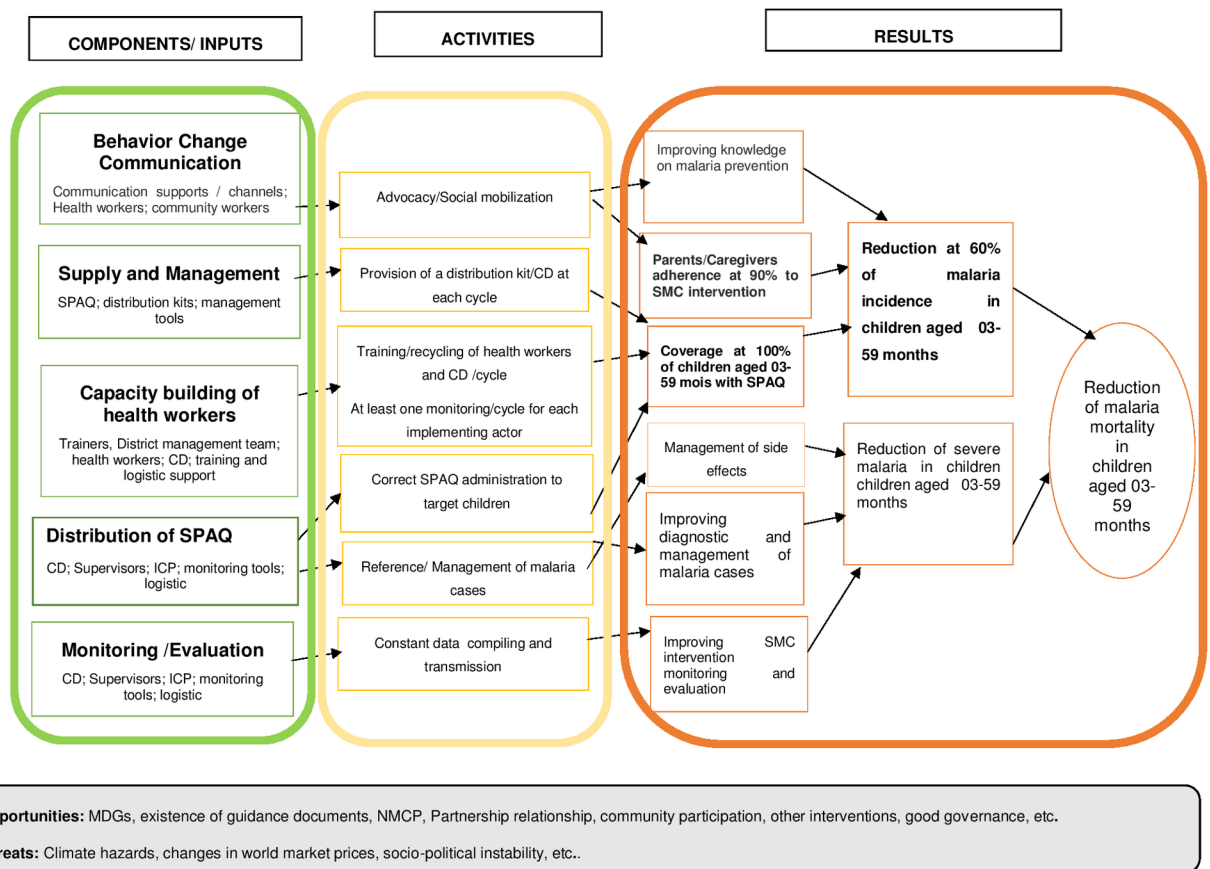 COMPONENTS/ INPUTS
ACTIVITIES
RESULTS
Behavior Change
Communication
Communication supports / channels;
Health workers; community workers
Supply and Management
SPAQ; distribution kits; management
tools
Capacity building of
health workers
Trainers, District management team;
health workers; CD; training and
logistic support
Distribution of SPAQ
CD; Supervisors; ICP; monitoring tools;
logistic
Monitoring /Evaluation
CD; Supervisors; ICP; monitoring
tools; logistic
Advocacy/Social mobilization
Provision of a distribution kit/CD at
each cycle
Training/recycling of health workers
and CD /cycle
At least one monitoring/cycle for each
implementing actor
Correct SPAQ administration to
target children
Reference/ Management of malaria
cases
Constant data compiling and
transmission
Improving knowledge
on malaria prevention
Parents/Caregivers
adherence at 90% to
SMC intervention
Coverage at 100%
of children aged 03-
59 mois with SPAQ
Management of side
effects
Improving
diagnostic and
management of
malaria cases
Improving SMC
intervention
monitoring and
evaluation
Reduction at 60%
of malaria
incidence in
children aged 03-
59 months
Reduction of severe
malaria in children
children aged 03-59
months
Reduction
of malaria
mortality
in
children
aged 03-
59
months
pportunities: MDGs, existence of guidance documents, NMCP, Partnership relationship, community participation, other interventions, good governance, etc.
reats: Climate hazards, changes in world market prices, socio-political instability, etc..